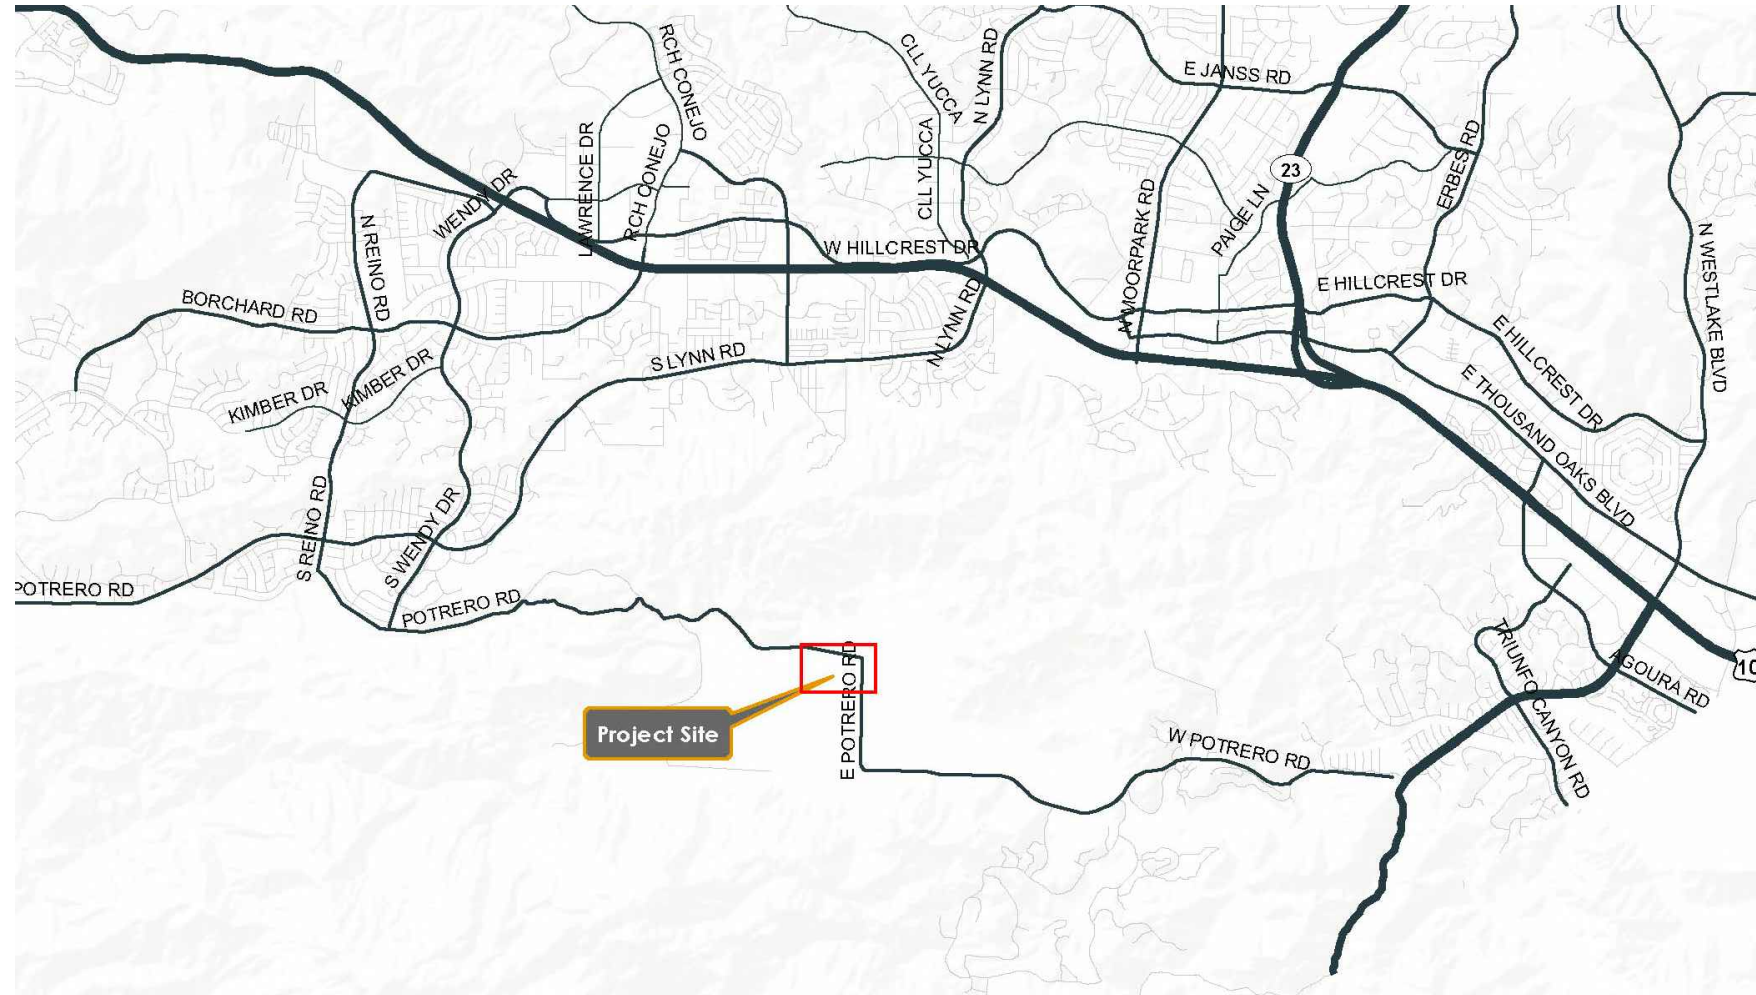 RCH CONEJO
CLL YUCCA
N LYNN RD
E JANSS RD
LAWRENCE DR
RCH CONEJO
CLL YUCCA
23
ERBES RD
WENDY DR
N MOORPARK RD
PAIGE LN
N REINO RD
W HILLCREST DR
N WESTLAKE BLVD
BORCHARD RD
E HILLCREST DR
N LYNN RD
S LYNN RD
E HILLCREST DR
KIMBER DR
KIMBER DR
E THOUSAND OAKS BLVD
S REINO RD
S WENDY DR
POTRERO RD
POTRERO RD
TRIUNFO CANYON RD
AGOURA RD
10
E POTRERO RD
Project Site
W POTRERO RD